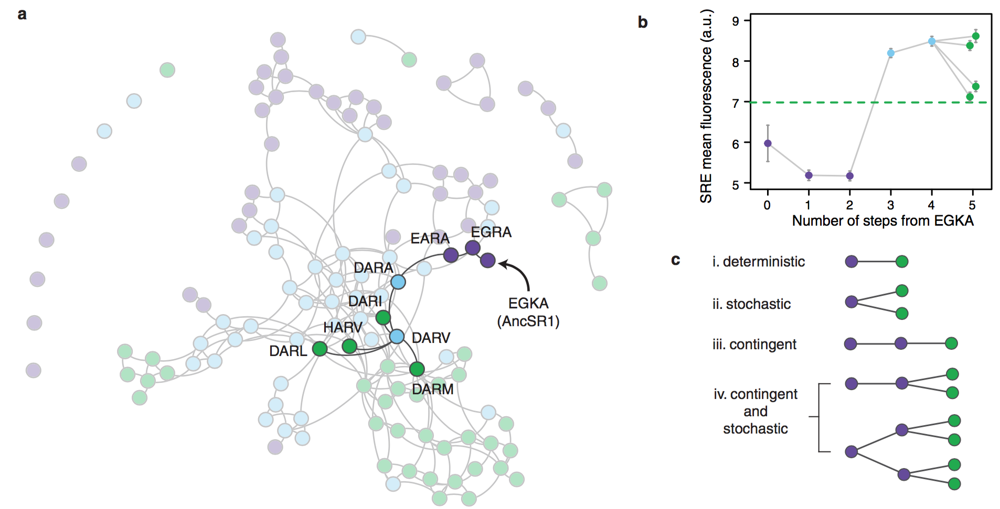 a
EARA
EGRA
DARA
EGKA
(AncSR1)
DARI
HARV
DARV
DARL
DARM
b
SRE mean fluorescence (a.u.)
9
8
7
6
5
0 1 2 3 4 5
Number of steps from EGKA
c
i. deterministic
ii. stochastic
iii. contingent
iv. contingent
and
stochastic